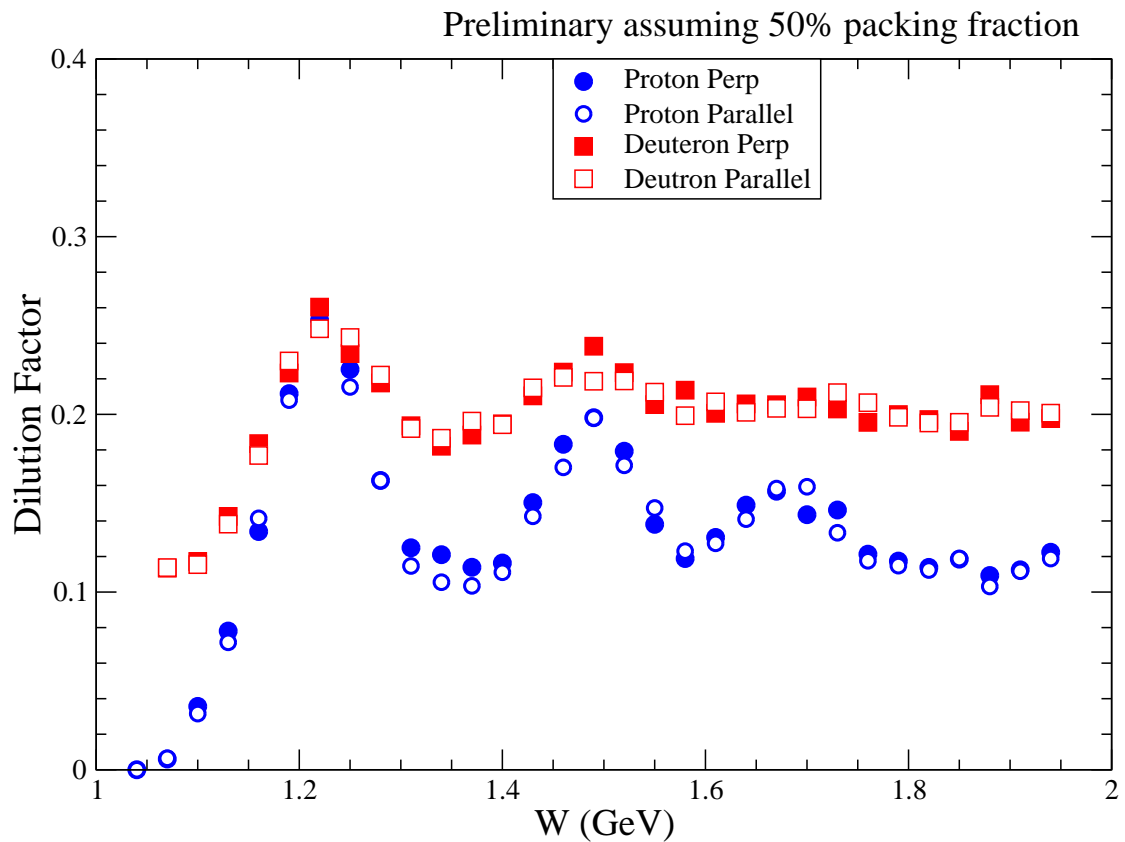 Preliminary assuming 50% packing fraction
0.4
Proton Perp
Proton Parallel
Deuteron Perp
Deutron Parallel
0.3
Dilution Factor
0.2
0.1
0
1
1.2
1.4
1.6
1.8
2
W (GeV)